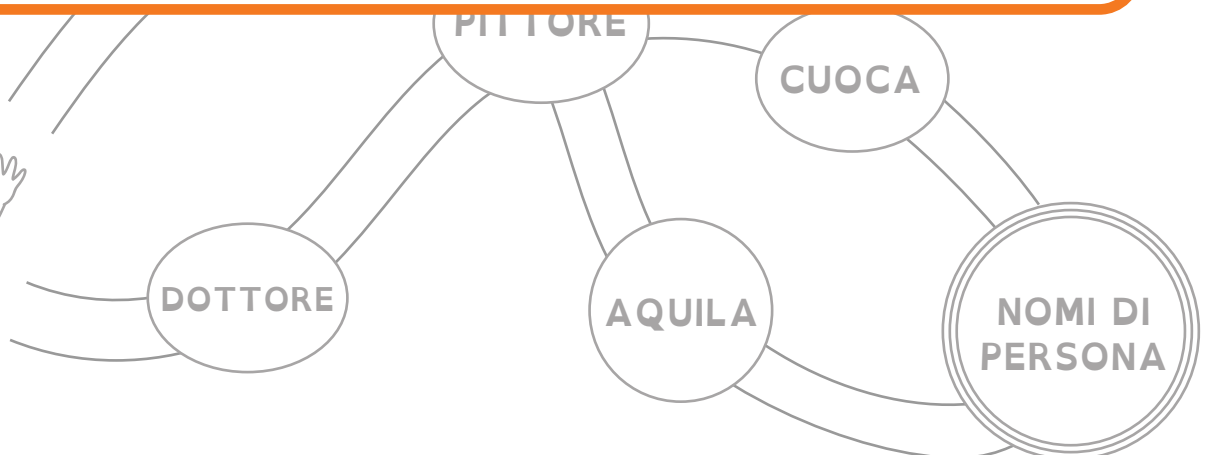 PITTORE
CUOCA
DOTTORE
AQUILA
NOMI DI
PERSONA